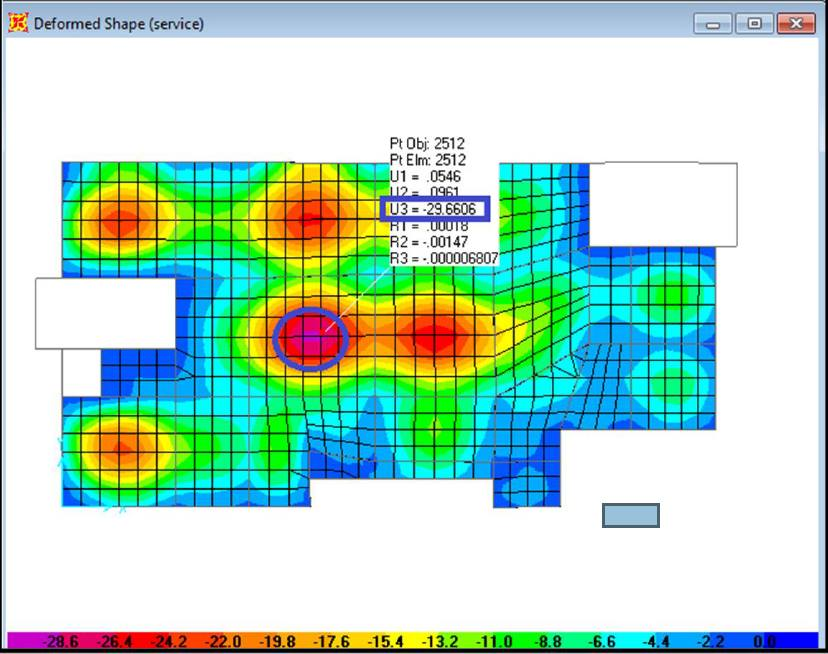 Deformed Shape (service)
Pt Obj: 2512
Pt Elm: 2512
U1 = .0546
U2 = .0961
U3 = -29.6606
R1 = .00018
R2 = -.00147
R3 = -.000006807
-28.6 -26.4 -24.2 -22.0 -19.8 -17.6 -15.4 -13.2 -11.0 -8.8 -6.6 -4.4 -2.2 0.0